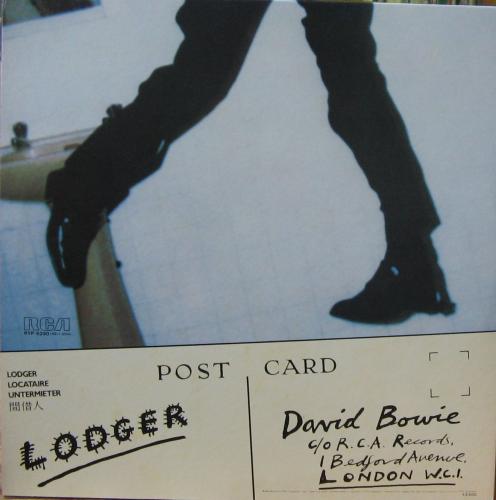 RCA
LODGER
LOCATAIRE
UNTERMIETER
間借人
POST CARD
LODGER
David Bowie
c/o R.C.A. Records,
1 Bedford Avenue,
LONDON W.C.1.